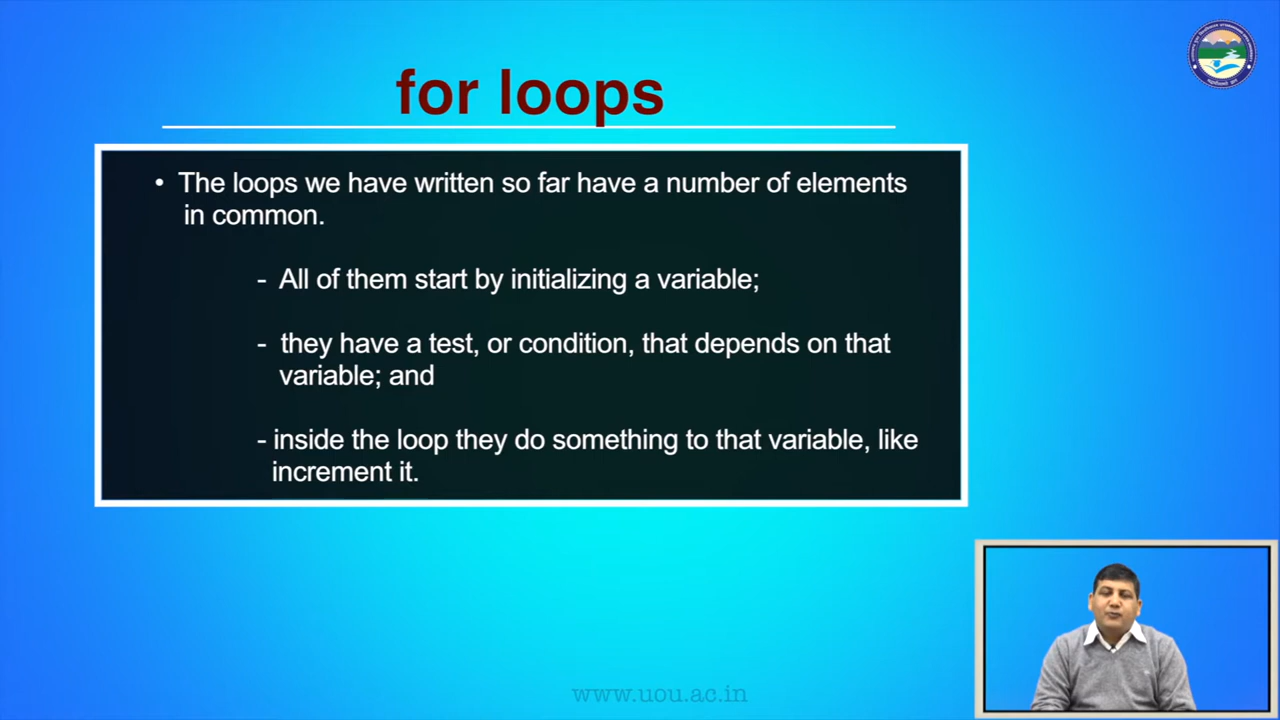 for loops
• The loops we have written so far have a number of elements
in common.
- All of them start by initializing a variable;
- they have a test, or condition, that depends on that
variable; and
- inside the loop they do something to that variable, like
increment it.
www.uou.ac.in